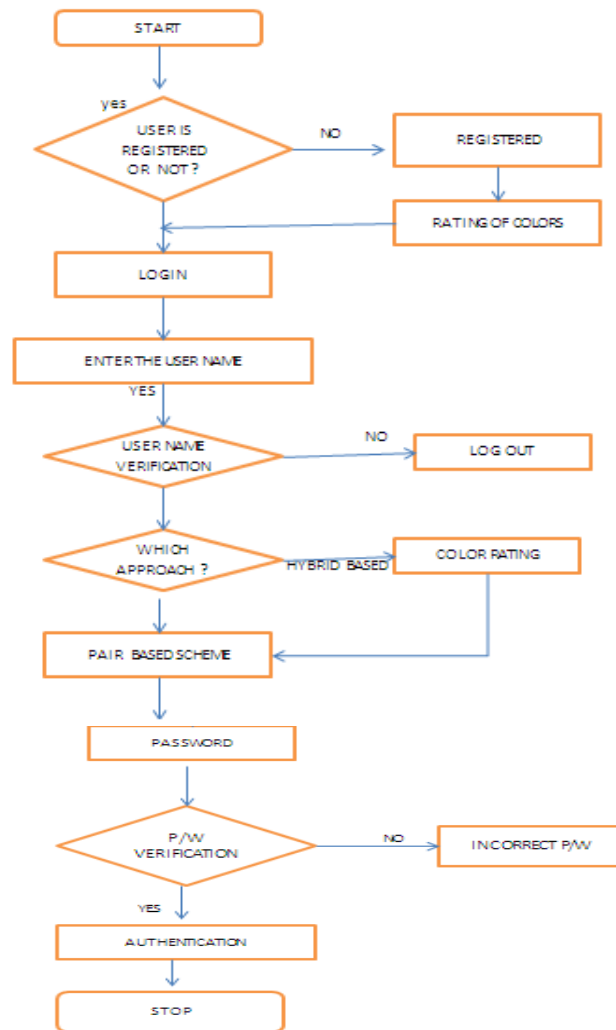 START
yes
USER IS
REGISTERED
OR NOT ?
NO
REGISTERED
RATING OF COLORS
LOGIN
ENTER THE USER NAME
YES
USER NAME
VERIFICATION
NO
LOG OUT
WHICH
APPROACH ?
HYBRID BASED
COLOR RATING
PAIR BASED SCHEME
PASSWORD
P/W
VERIFICATION
NO
INCORRECT P/W
YES
AUTHENTICATION
STOP